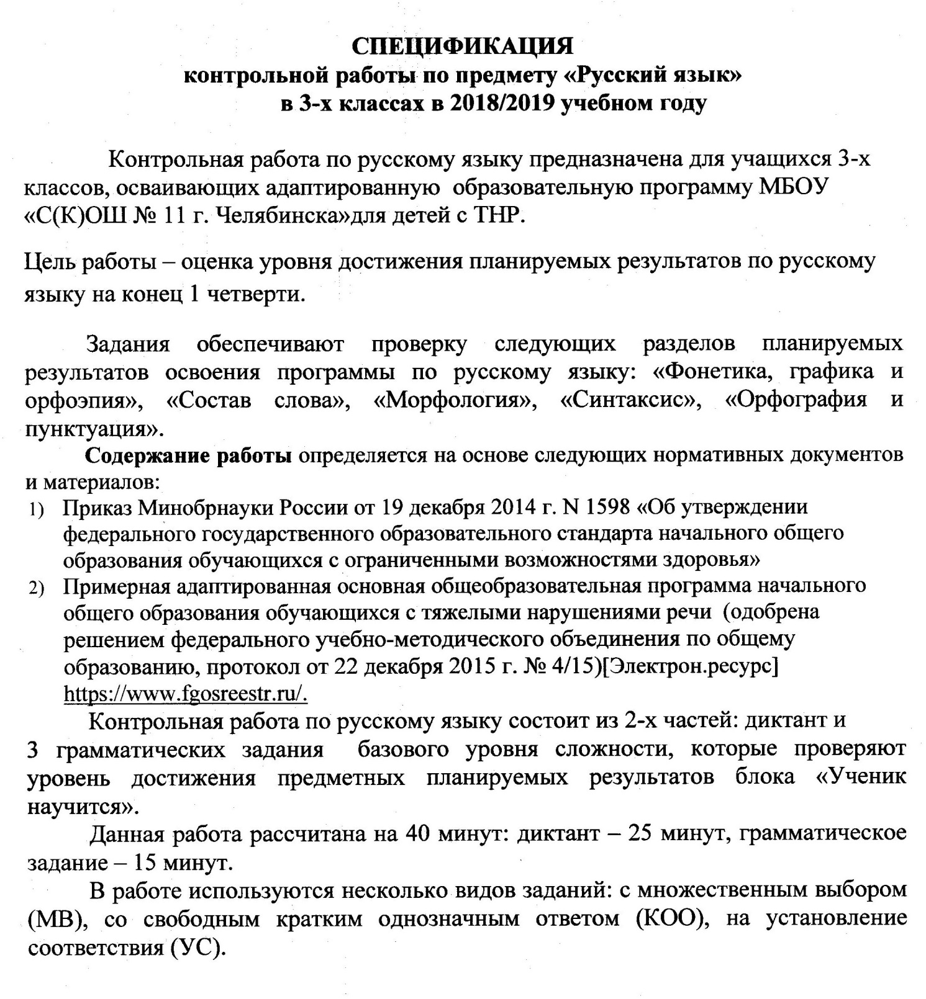 СПЕЦИФИКАЦИЯ
контрольной работы по предмету «Русский язык»
в 3-х классах в 2018/2019 учебном году
Контрольная работа по русскому языку предназначена для учащихся 3-х
классов, осваивающих адаптированную образовательную программу МБОУ
«С(К)ОШ № 11 г. Челябинска»для детей с ТНР.
Цель работы – оценка уровня достижения планируемых результатов по русскому
языку на конец 1 четверти.
Задания обеспечивают проверку следующих разделов планируемых
результатов освоения программы по русскому языку: «Фонетика, графика и
орфоэпия», «Состав слова», «Морфология», «Синтаксис», «Орфография и
пунктуация».
Содержание работы определяется на основе следующих нормативных документов
и материалов:
1) Приказ Минобрнауки России от 19 декабря 2014 г. N 1598 «Об утверждении
федерального государственного образовательного стандарта начального общего
образования обучающихся с ограниченными возможностями здоровья»
2) Примерная адаптированная основная общеобразовательная программа начального
общего образования обучающихся с тяжелыми нарушениями речи (одобрена
решением федерального учебно-методического объединения по общему
образованию, протокол от 22 декабря 2015 г. № 4/15)[Электрон.ресурс]
https://www.fgosreestr.ru/.
Контрольная работа по русскому языку состоит из 2-х частей: диктант и
3 грамматических задания базового уровня сложности, которые проверяют
уровень достижения предметных планируемых результатов блока «Ученик
научится».
Данная работа рассчитана на 40 минут: диктант – 25 минут, грамматическое
задание – 15 минут.
В работе используются несколько видов заданий: с множественным выбором
(МВ), со свободным кратким однозначным ответом (КОО), на установление
соответствия (УС).